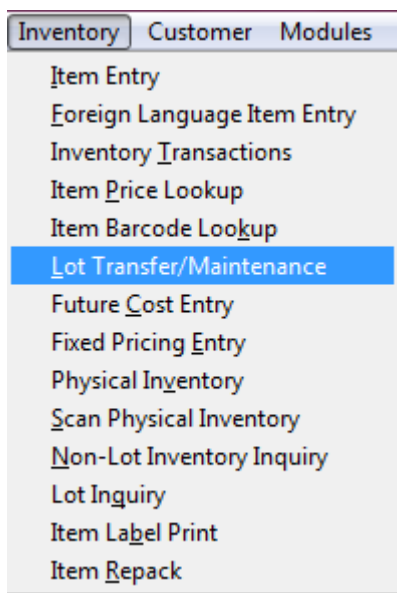 Inventory Customer Modules
Item Entry
Foreign Language Item Entry
Inventory Transactions
Item Price Lookup
Item Barcode Lookup
Lot Transfer/Maintenance
Future Cost Entry
Fixed Pricing Entry
Physical Inventory
Scan Physical Inventory
Non-Lot Inventory Inquiry
Lot Inquiry
Item Label Print
Item Repack